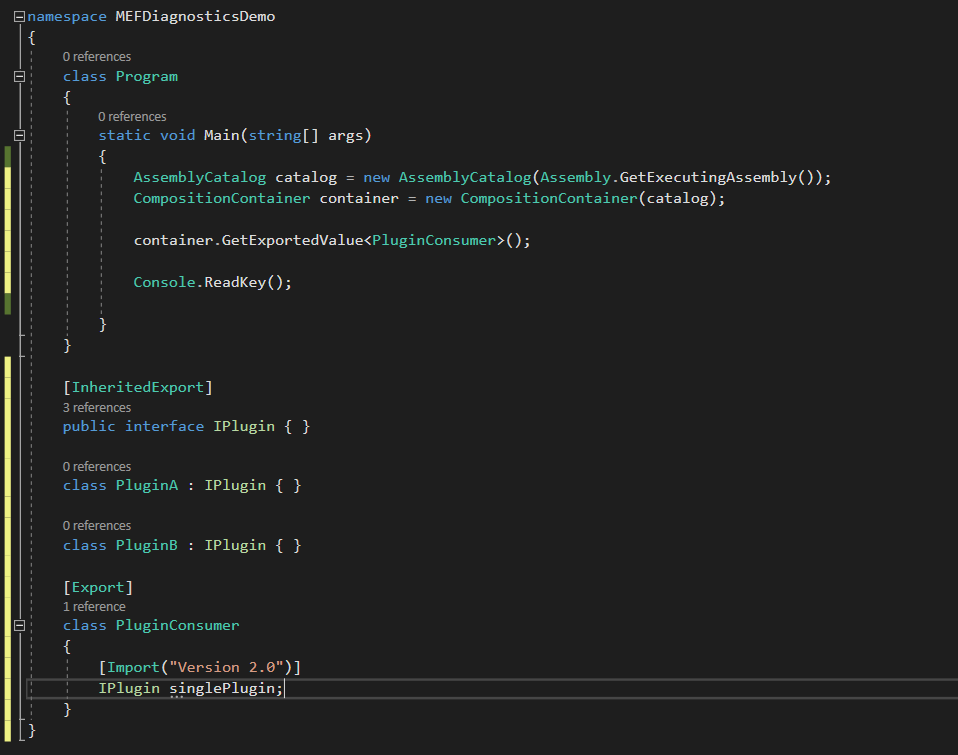 namespace MEFDiagnosticsDemo
{
0 references
class Program
{
0 references
static void Main(string[] args)
{
AssemblyCatalog catalog = new AssemblyCatalog(Assembly.GetExecutingAssembly());
CompositionContainer container = new CompositionContainer(catalog);
container.GetExportedValue<PluginConsumer>();
Console.ReadKey();
}
}
[InheritedExport]
3 references
public interface IPlugin { }
0 references
class PluginA : IPlugin { }
0 references
class PluginB : IPlugin { }
[Export]
1 reference
class PluginConsumer
{
[Import("Version 2.0")]
IPlugin singlePlugin;
}
}